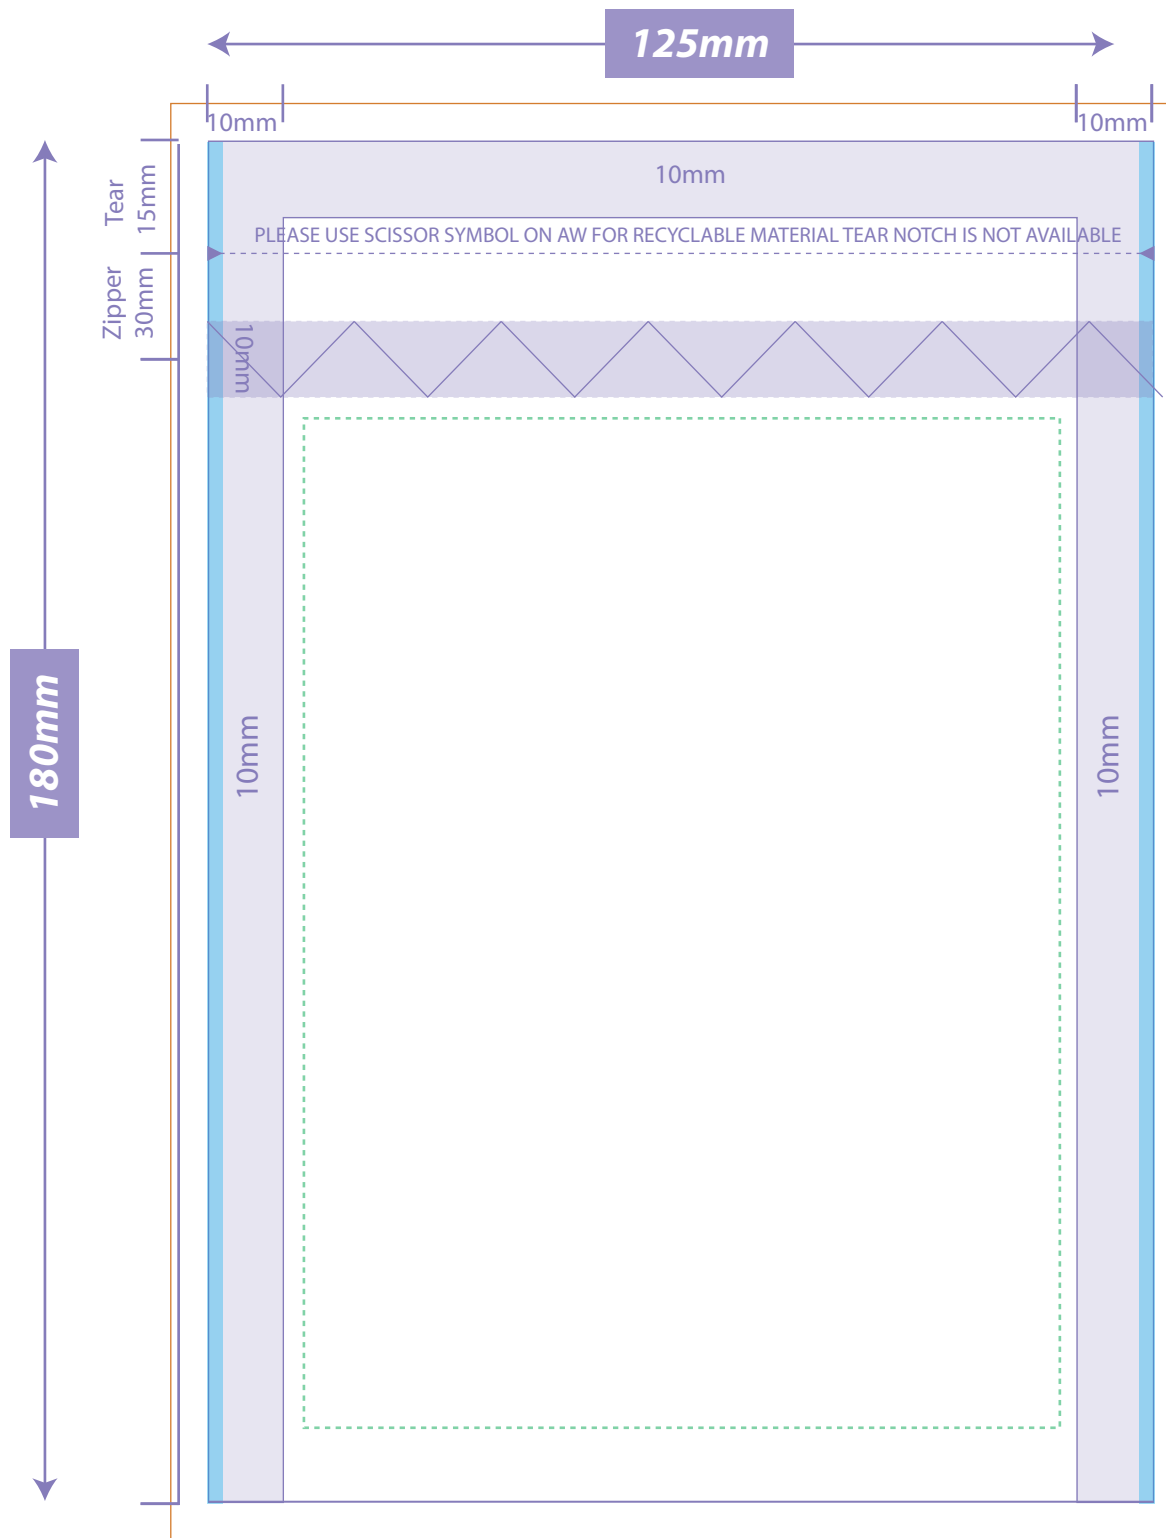 125mm
10mm
10mm
10mm
Tear
15mm
PLEASE USE SCISSOR SYMBOL ON AW FOR RECYCLABLE MATERIAL TEAR NOTCH IS NOT AVAILABLE
Zipper
30mm
10mm
180mm
10mm
10mm